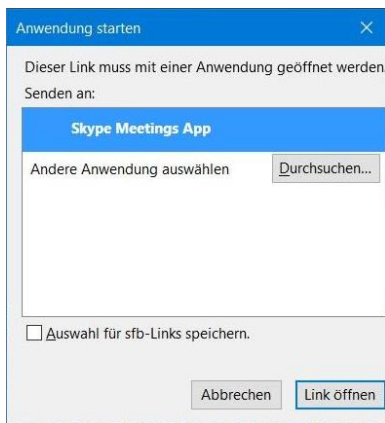 Anwendung starten
Dieser Link muss mit einer Anwendung geöffnet werden.
Senden an:
Skype Meetings App
Andere Anwendung auswählen Durchsuchen...
Auswahl für sfb-Links speichern.
Abbrechen Link öffnen